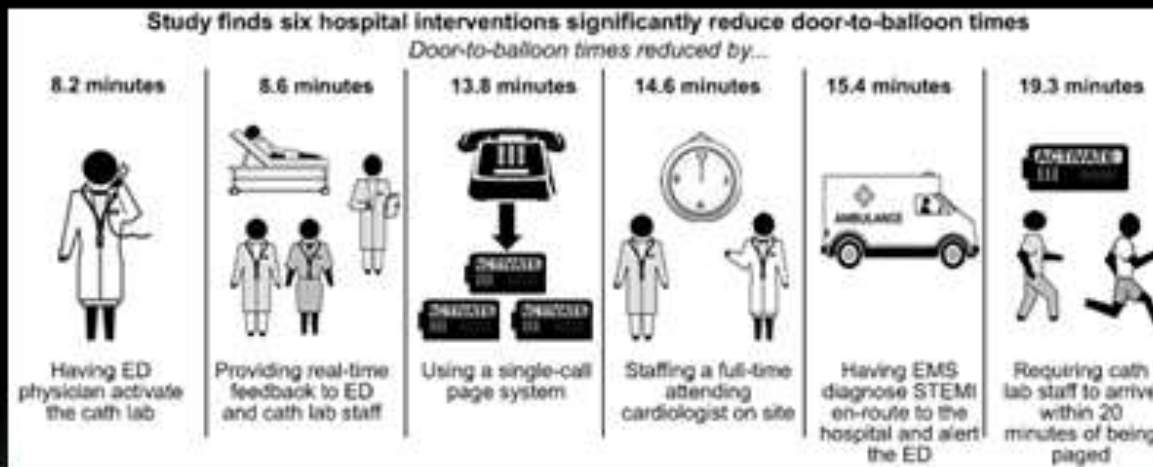 Study finds six hospital interventions significantly reduce door-to-balloon times
Door-to-balloon times reduced by...
8.2 minutes
Having ED
physician activate
the cath lab
8.6 minutes
Providing real-time
feedback to ED
and cath lab staff
13.8 minutes
ACTIVATE
ACTIVATE
ACTIVATE
Using a single-call
page system
14.6 minutes
Staffing a full-time
attending
cardiologist on site
15.4 minutes
AMBULANCE
Having EMS
diagnose STEMI
en-route to the
hospital and alert
the ED
19.3 minutes
ACTIVATE
Requiring cath
lab staff to arrive
within 20
minutes of being
paged